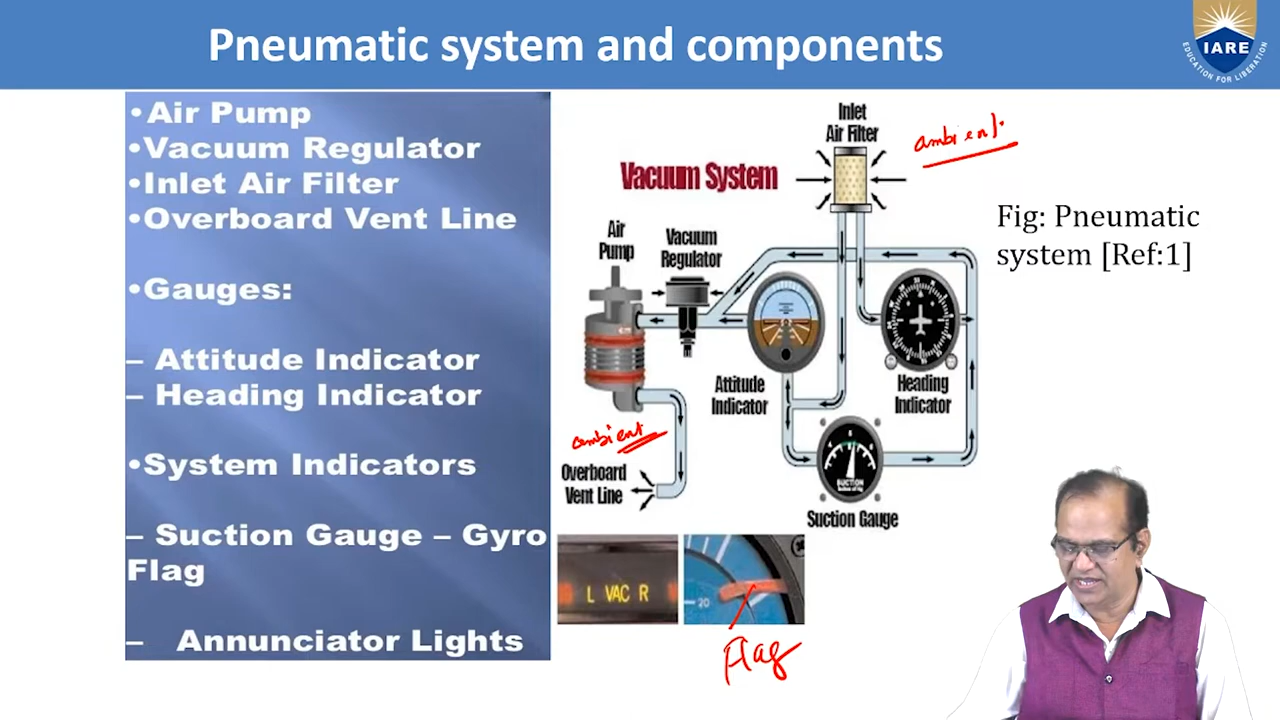 Pneumatic system and components
IARE
EDUCATION FOR LIBERATION
•Air Pump
•Vacuum Regulator
•Inlet Air Filter
•Overboard Vent Line
•Gauges:
– Attitude Indicator
– Heading Indicator
•System Indicators
– Suction Gauge – Gyro
Flag
– Annunciator Lights
Vacuum System
Inlet
Air Filter
ambient
Fig: Pneumatic
system [Ref:1]
Air
Pump
Vacuum
Regulator
Attitude
Indicator
Heading
Indicator
ambient
Overboard
Vent Line
SUCTION
Suction Gauge
L VAC R
20
Flag